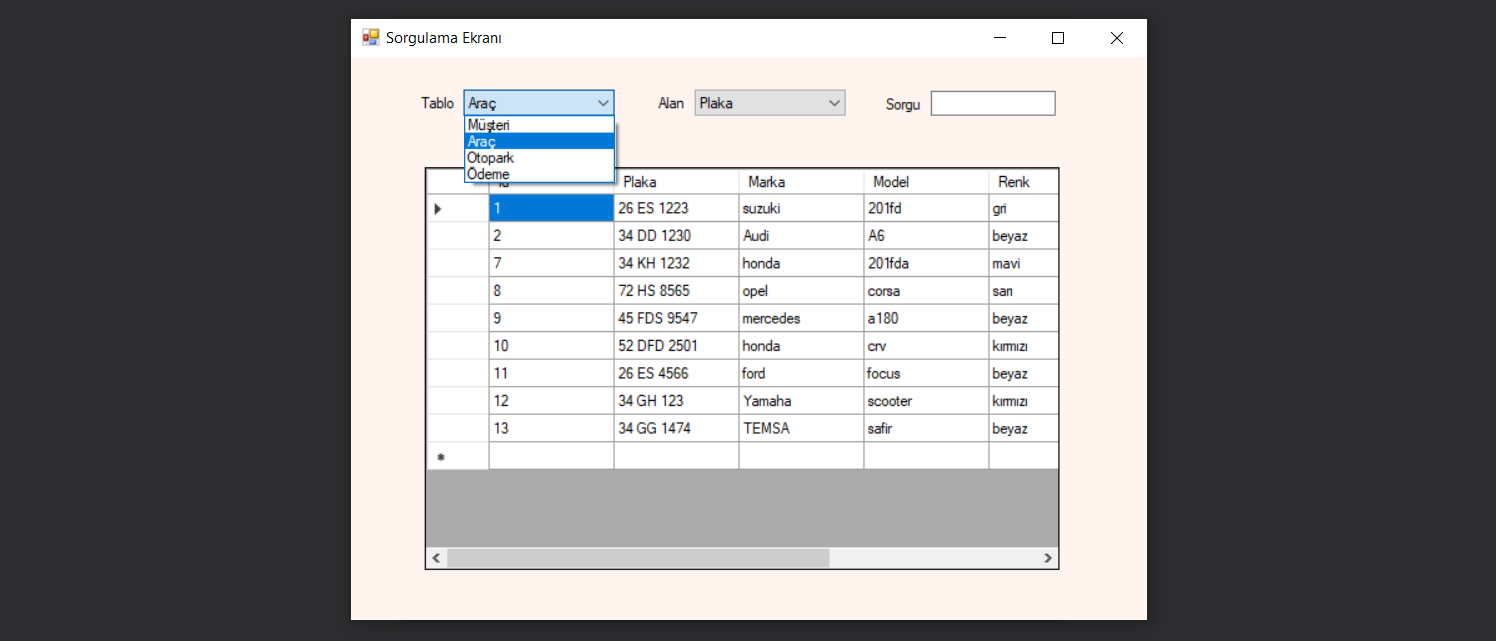 Sorgulama Ekranı
Tablo Araç Alan Plaka Sorgu
Müşteri
Araç
Otopark
Ödeme
Id Plaka Marka Model Renk
1 26 ES 1223 suzuki 201fd gri
2 34 DD 1230 Audi A6 beyaz
7 34 KH 1232 honda 201fda mavi
8 72 HS 8565 opel corsa sarı
9 45 FDS 9547 mercedes a180 beyaz
10 52 DFD 2501 honda crv kırmızı
11 26 ES 4566 ford focus beyaz
12 34 GH 123 Yamaha scooter kırmızı
13 34 GG 1474 TEMSA safir beyaz